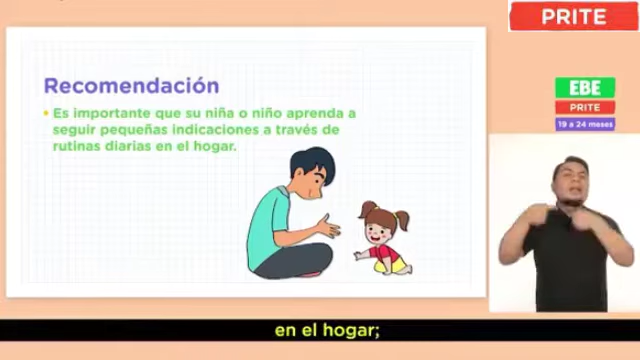 PRITE
Recomendación
• Es importante que su niña o niño aprenda a
seguir pequeñas indicaciones a través de
rutinas diarias en el hogar.
EBE
PRITE
19 a 24 meses
en el hogar;